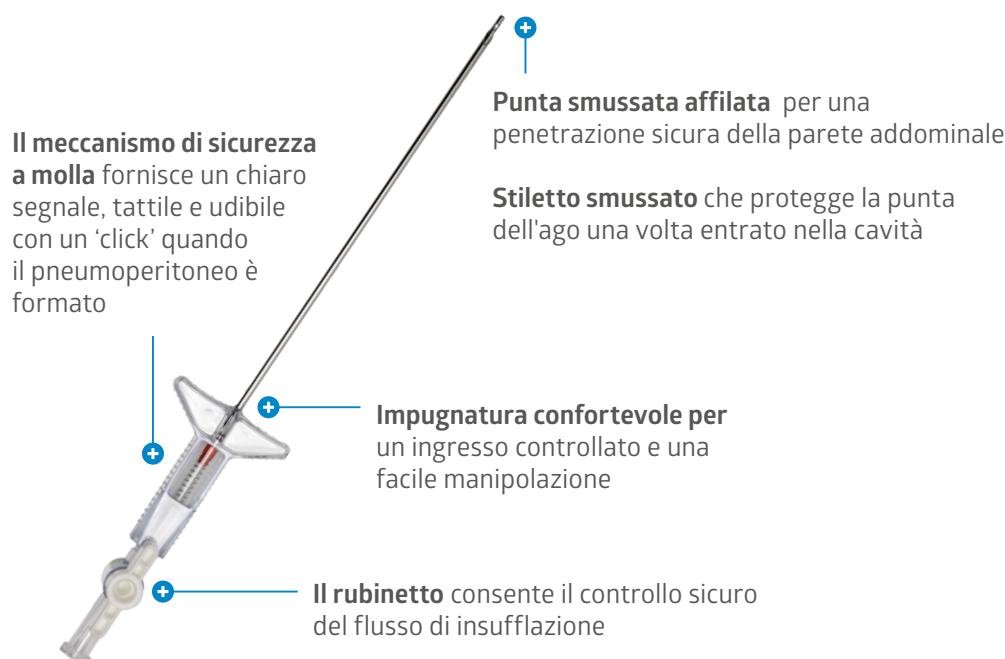 Punta smussata affilata per una
penetrazione sicura della parete addominale
Stiletto smussato che protegge la punta
dell'ago una volta entrato nella cavità
Il meccanismo di sicurezza
a molla fornisce un chiaro
segnale, tattile e udibile
con un ‘click’ quando
il pneumoperitoneo è
formato
Impugnatura confortevole per
un ingresso controllato e una
facile manipolazione
Il rubinetto consente il controllo sicuro
del flusso di insufflazione